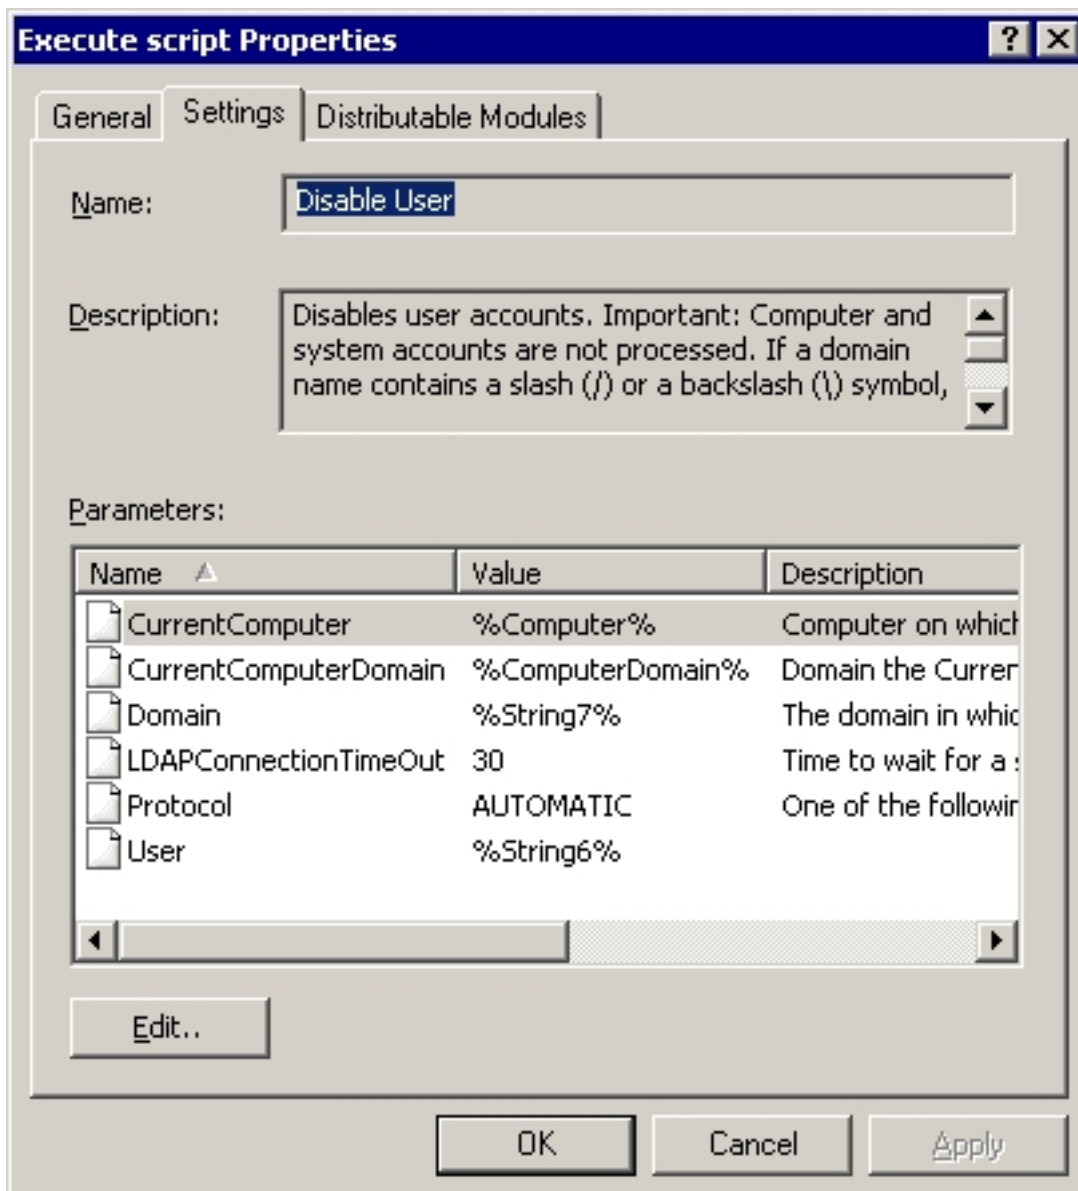 Execute script Properties
General Settings Distributable Modules
Name: Disable User
Description: Disables user accounts. Important: Computer and
system accounts are not processed. If a domain
name contains a slash (/) or a backslash (\) symbol,
Parameters:
Name Value Description
CurrentComputer %Computer% Computer on which
CurrentComputerDomain %ComputerDomain% Domain the Curren
Domain %String7% The domain in whic
LDAPConnectionTimeOut 30 Time to wait for a
Protocol AUTOMATIC One of the followin
User %String6%
Edit..
OK Cancel Apply